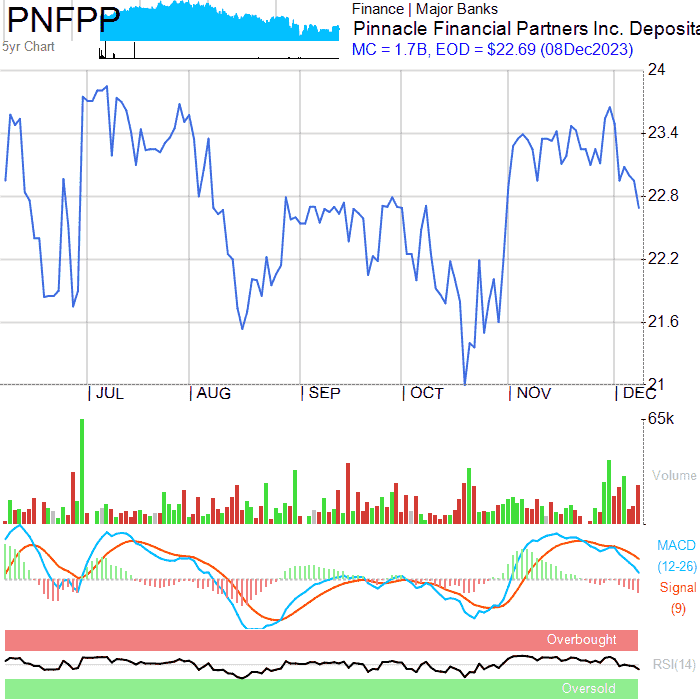 PNFPP
5yr Chart
Finance | Major Banks
Pinnacle Financial Partners Inc. Deposita
MC = 1.7B, EOD = $22.69 (08Dec2023)
24
23.4
22.8
22.2
21.6
21
JUL AUG SEP OCT NOV DEC
65k
Volume
MACD
(12-26)
Signal
(9)
Overbought
RSI(14)
Oversold